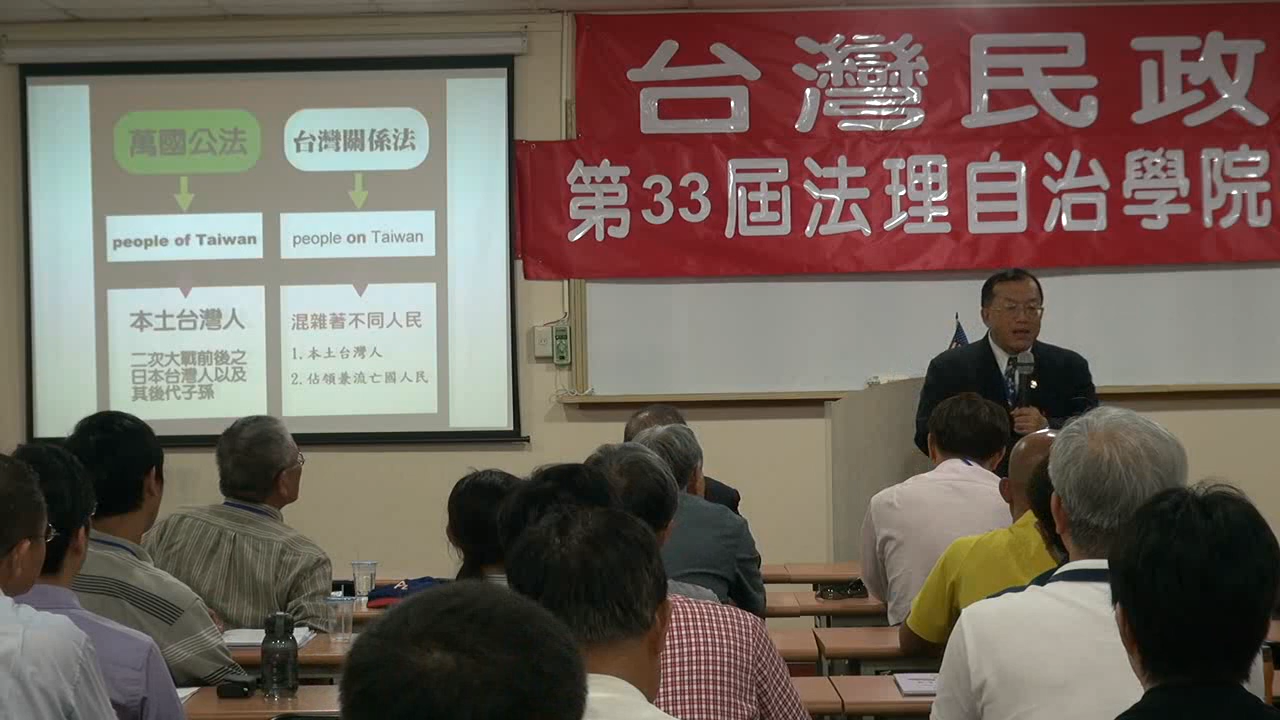 台灣民政
第33屆法理自治學院
萬國公法
台灣關係法
people of Taiwan
people on Taiwan
本土台灣人
二次大戰前後之
日本台灣人以及
其後代子孫
混雜著不同人民
1. 本土台灣人
2. 佔領兼流亡國人民